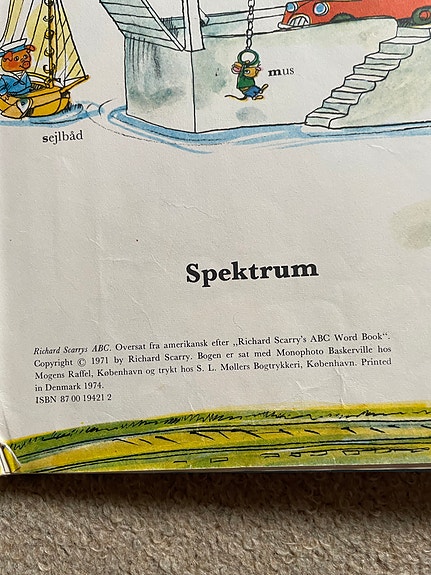 mus
sejlbåd
Spektrum
Richard Scarrys ABC. Oversat fra amerikansk efter „Richard Scarry's ABC Word Book“.
Copyright © 1971 by Richard Scarry. Bogen er sat med Monophoto Baskerville hos
Mogens Raffel, København og trykt hos S. L. Møllers Bogtrykkeri, København. Printed
in Denmark 1974.
ISBN 87 00 19421 2